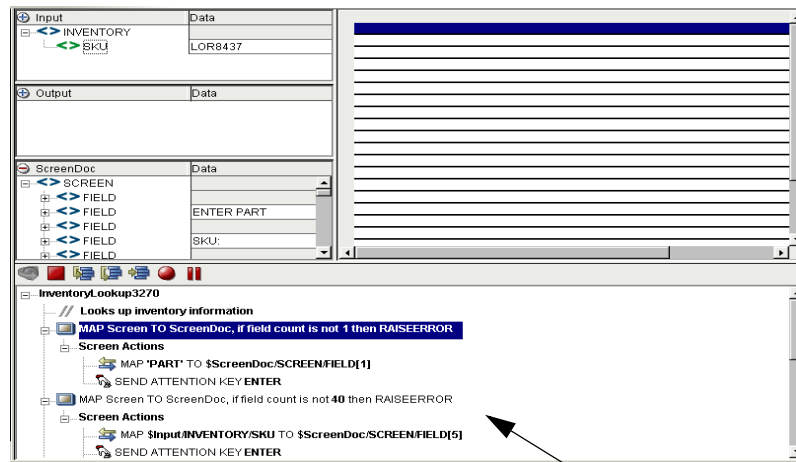 Input Data
INVENTORY
SKU LOR8437
Output Data
ScreenDoc Data
SCREEN
FIELD
FIELD ENTER PART
FIELD
FIELD SKU:
FIELD
InventoryLookup3270
// Looks up inventory information
MAP Screen TO ScreenDoc, if field count is not 1 then RAISEERROR
Screen Actions
MAP 'PART' TO $ScreenDoc/SCREEN/FIELD[1]
SEND ATTENTION KEY ENTER
MAP Screen TO ScreenDoc, if field count is not 40 then RAISEERROR
Screen Actions
MAP $Input/INVENTORY/SKU TO $ScreenDoc/SCREEN/FIELD[5]
SEND ATTENTION KEY ENTER